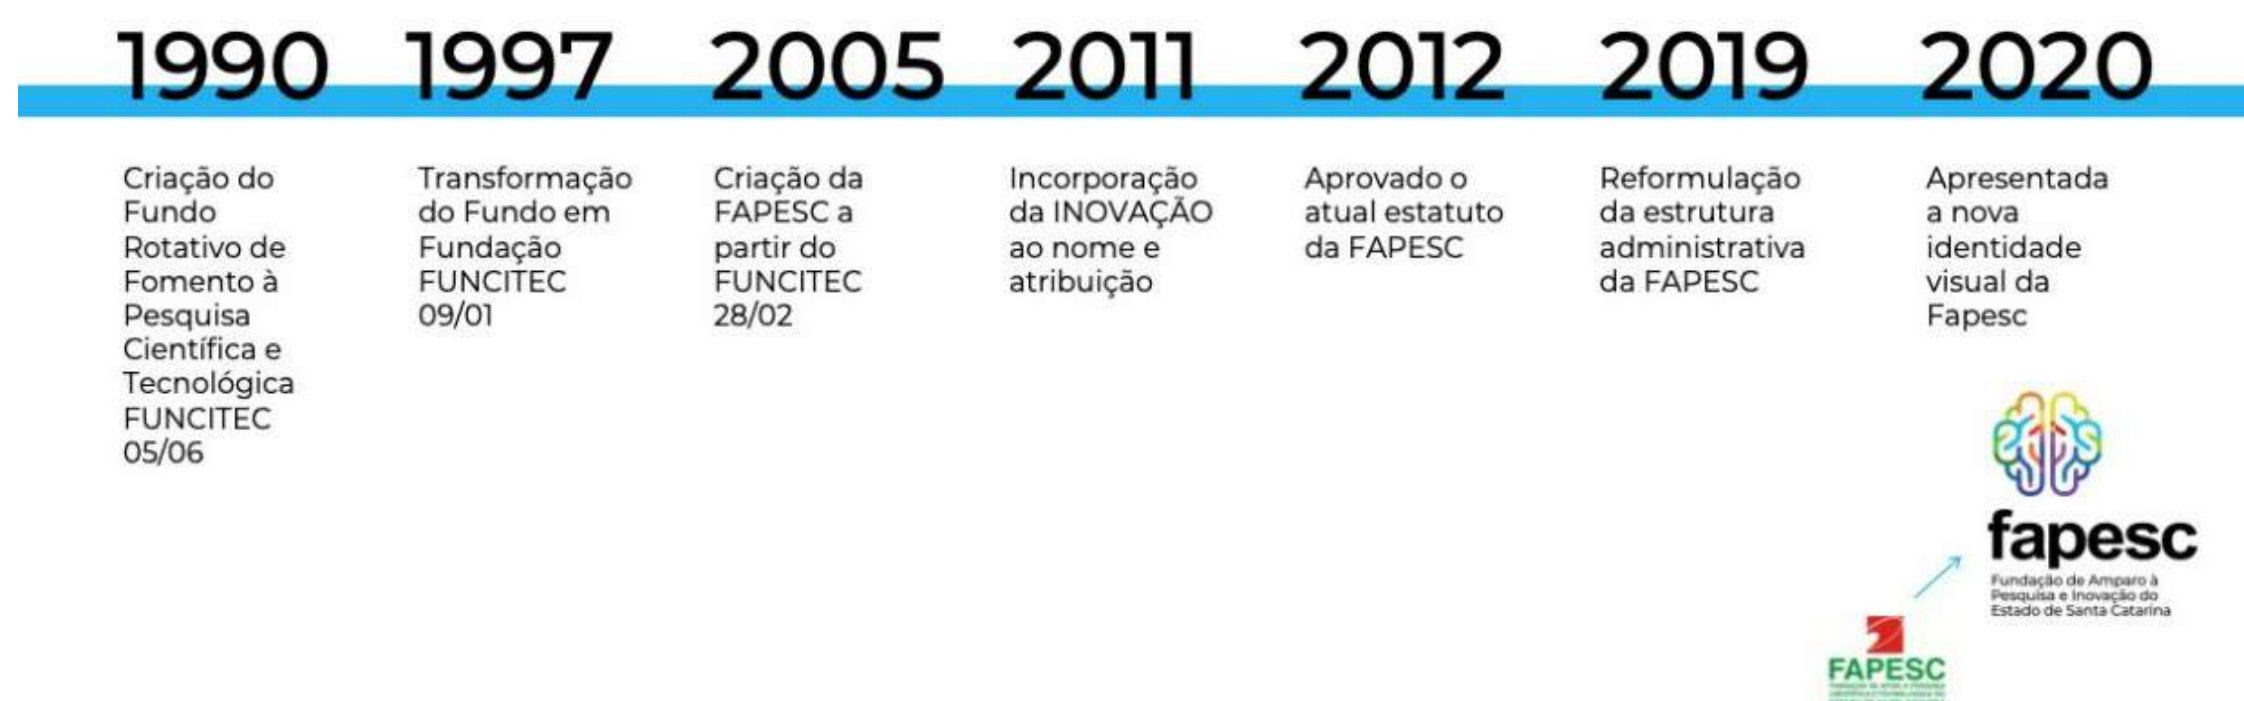 1990
Criação do
Fundo
Rotativo de
Fomento à
Pesquisa
Científica e
Tecnológica
FUNCITEC
05/06
1997
Transformação
do Fundo em
Fundação
FUNCITEC
09/01
2005
Criação da
FAPESC a
partir do
FUNCITEC
28/02
2011
Incorporação
da INOVAÇÃO
ao nome e
atribuição
2012
Aprovado o
atual estatuto
da FAPESC
2019
Reformulação
da estrutura
administrativa
da FAPESC
2020
Apresentada
a nova
identidade
visual da
Fapesc
fapesc
Fundação de Amparo à
Pesquisa e Inovação do
Estado de Santa Catarina
FAPESC